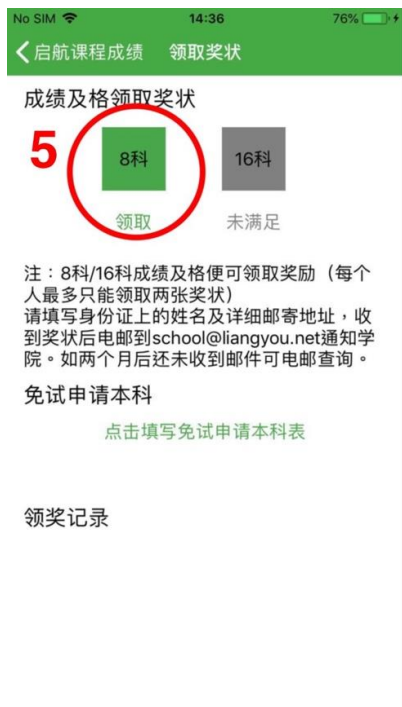 No SIM 14:36 76%
启航课程成绩 领取奖状
成绩及格领取奖状
5 8科 16科
领取 未满足
注：8科/16科成绩及格便可领取奖励（每个
人最多只能领取两张奖状）
请填写身份证上的姓名及详细邮寄地址，收
到奖状后电邮到school@liangyou.net通知学
院。如两个月后还未收到邮件可电邮查询。
免试申请本科
点击填写免试申请本科表
领奖记录